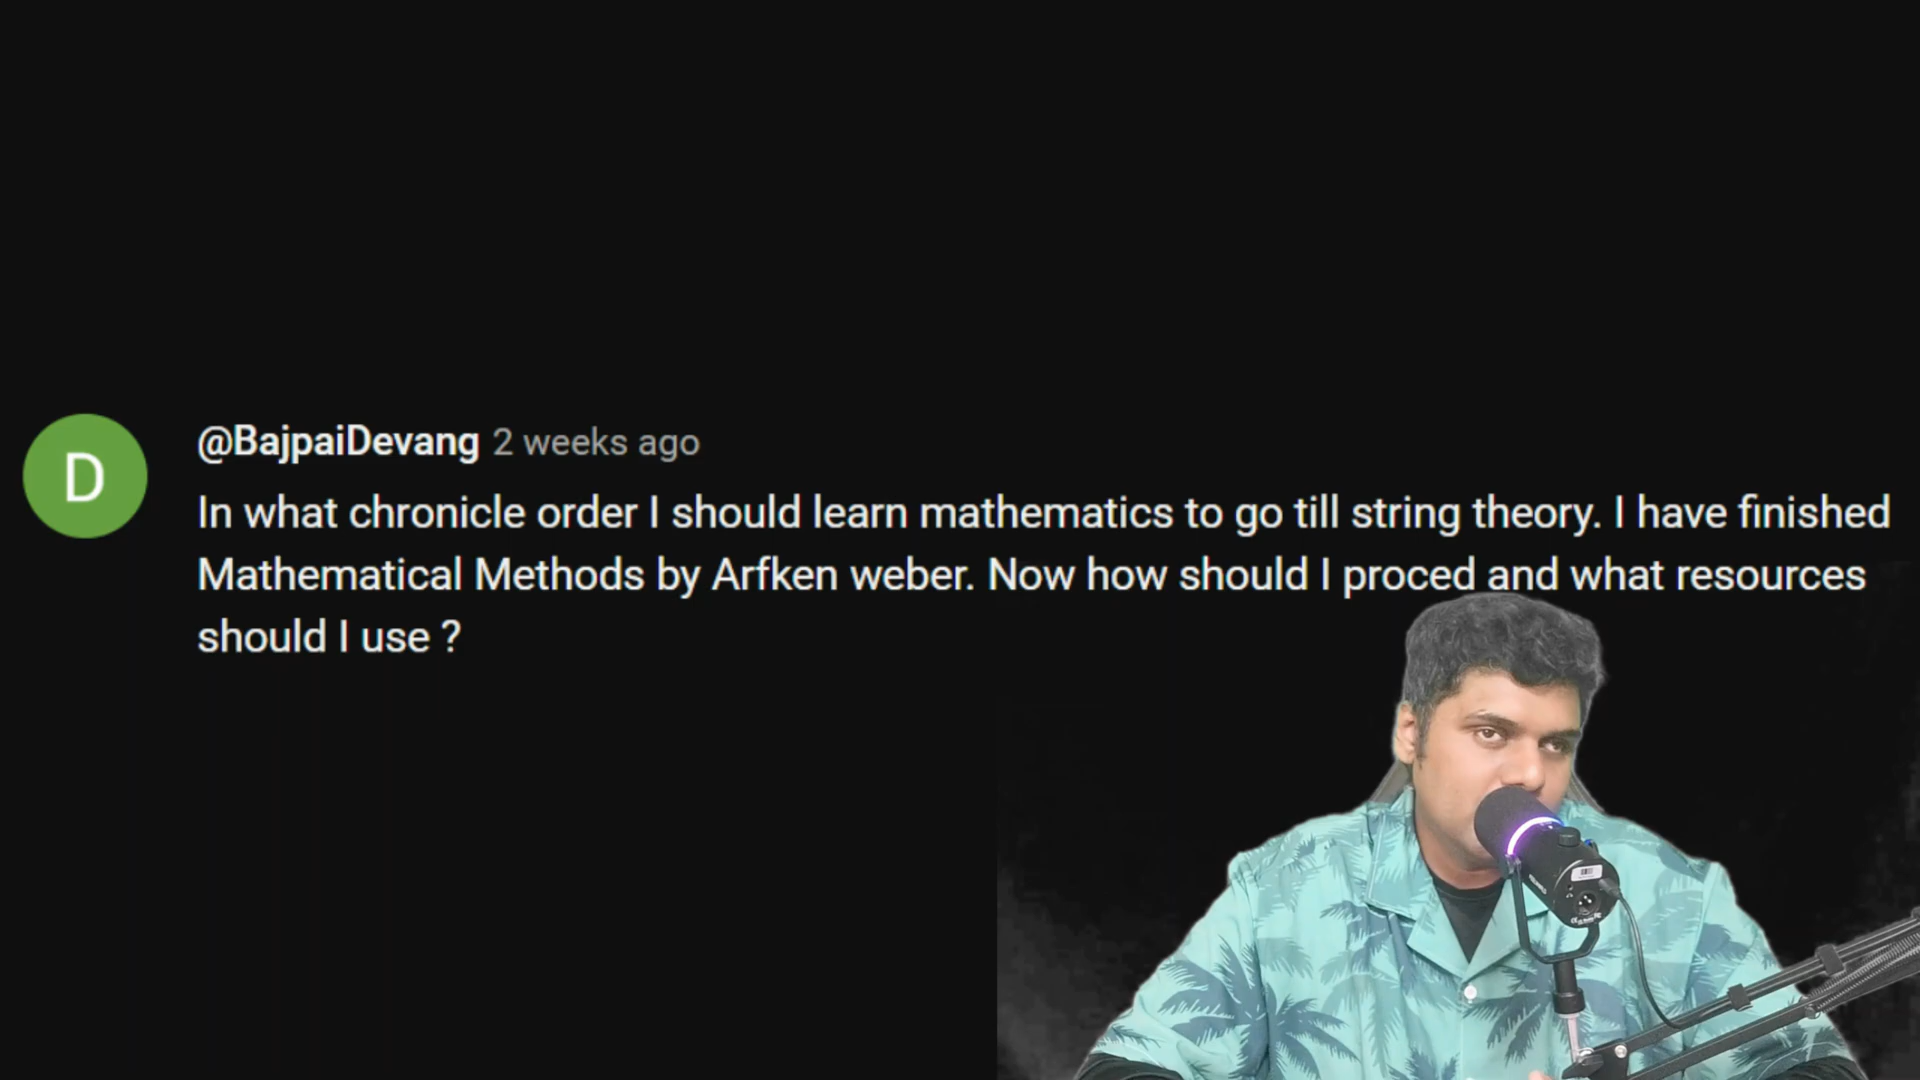 D
@BajpaiDevang 2 weeks ago
In what chronicle order I should learn mathematics to go till string theory. I have finished
Mathematical Methods by Arfken weber. Now how should I proced and what resources
should I use ?